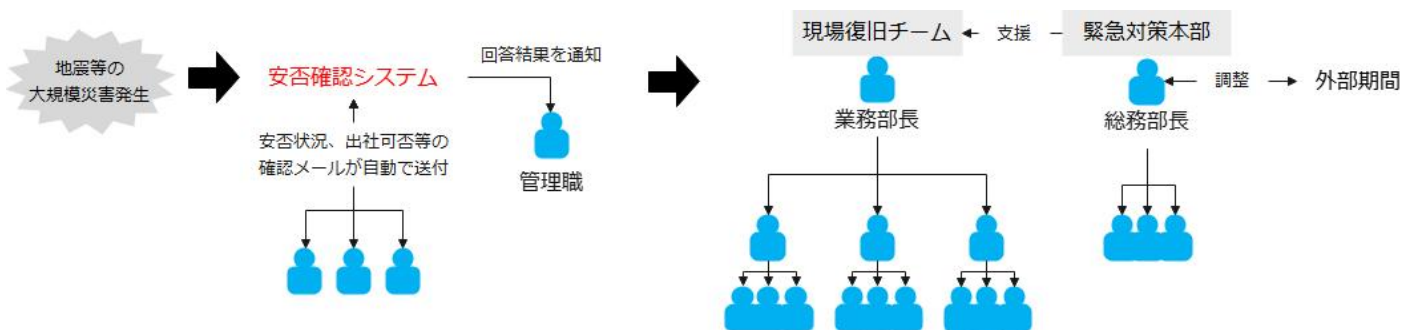 地震等の
大規模災害発生
安否確認システム
回答結果を通知
安否状況、出社可否等の
確認メールが自動で送付
管理職
現場復旧チーム
支援
緊急対策本部
業務部長
総務部長
調整
外部期間